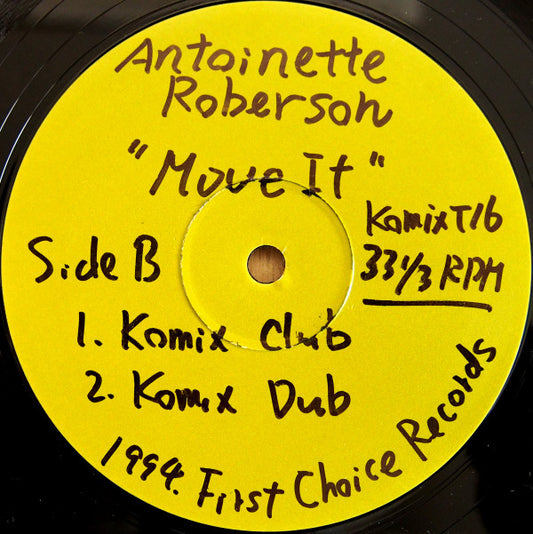 Antoinette
Roberson
"Move It"
Side B
KomixT16
33 1/3 RPM
1. Komix Club
2. Komix Dub
1994. First Choice Records